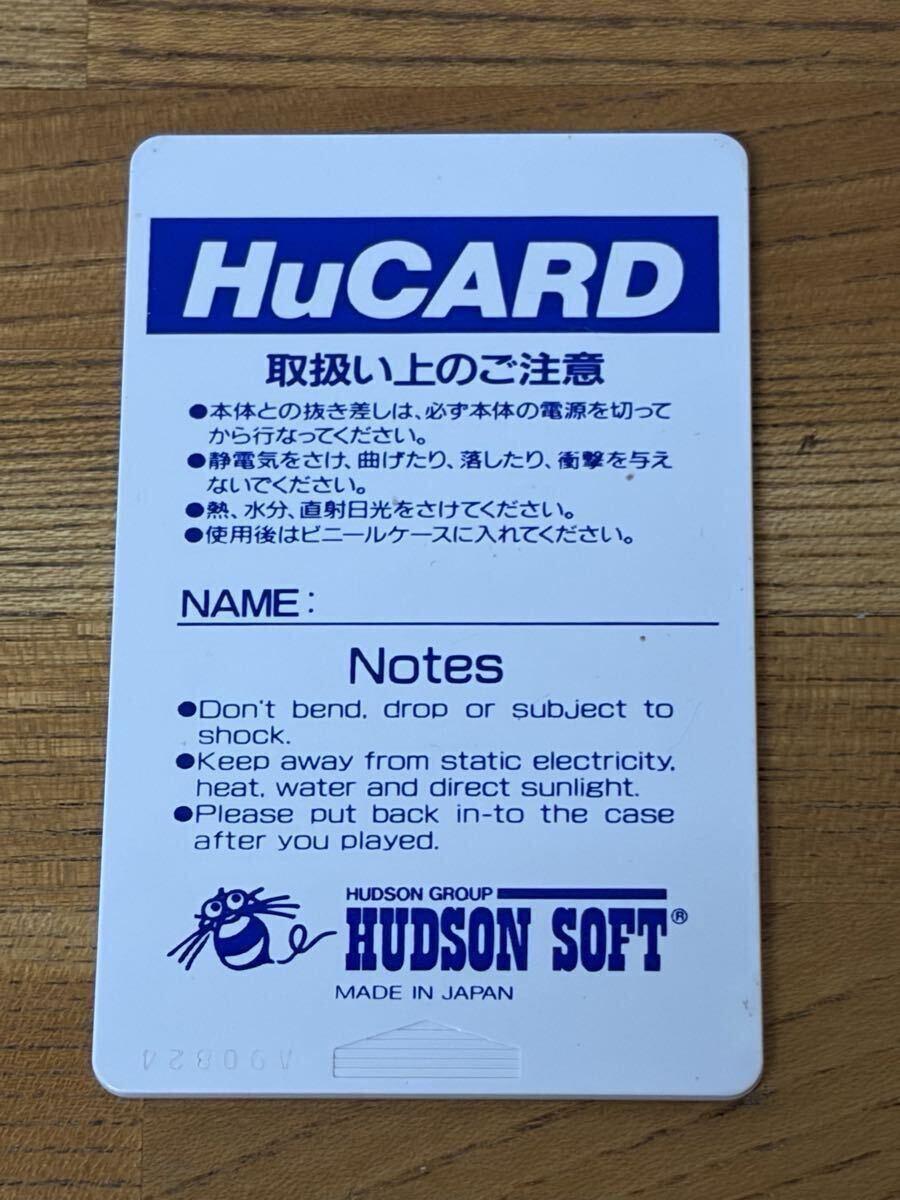 HuCARD
取扱い上のご注意
●本体との抜き差しは、必ず本体の電源を切って
から行なってください。
●静電気をさけ、曲げたり、落したり、衝撃を与え
ないでください。
●熱、水分、直射日光をさけてください。
●使用後はビニールケースに入れてください。
NAME:
Notes
●Don't bend, drop or subject to
shock.
●Keep away from static electricity,
heat, water and direct sunlight.
●Please put back in-to the case
after you played.
HUDSON GROUP
HUDSON SOFT®
MADE IN JAPAN